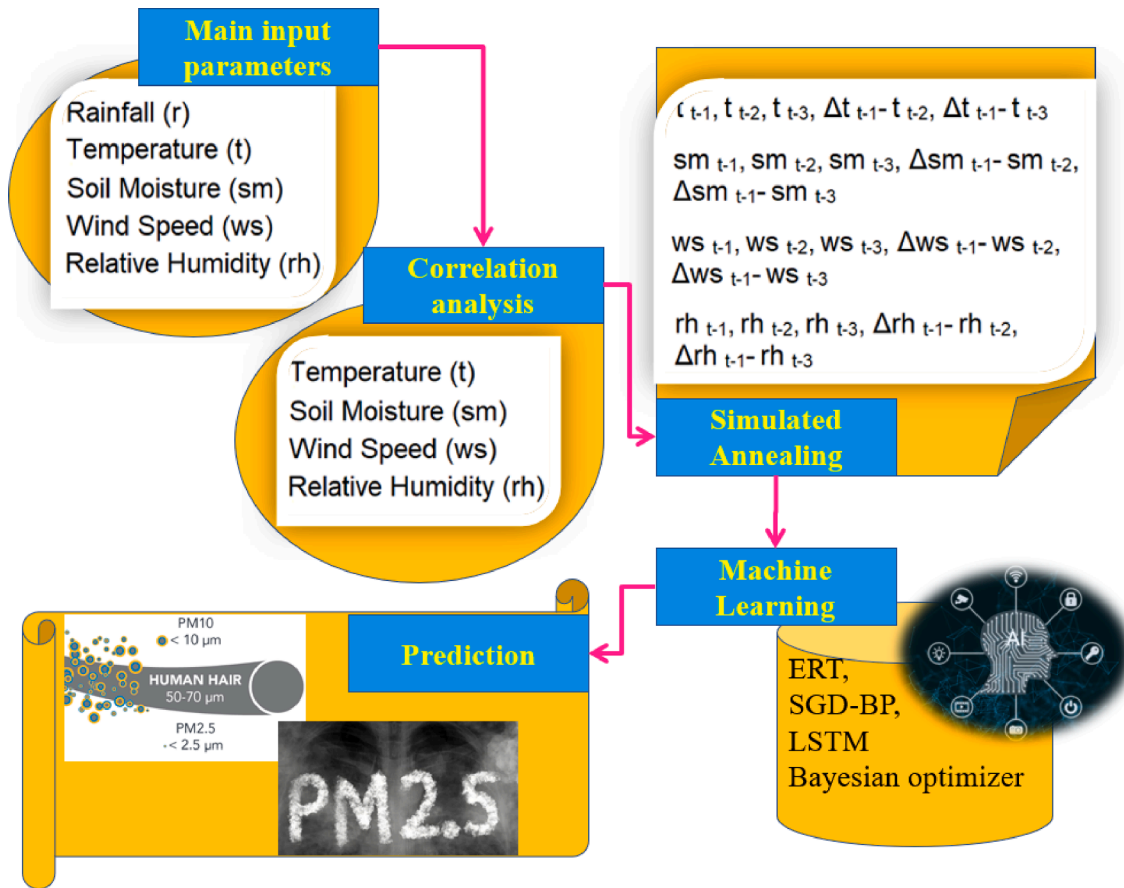 Main input
parameters
Rainfall (r)
Temperature (t)
Soil Moisture (sm)
Wind Speed (ws)
Relative Humidity (rh)
Correlation
analysis
Temperature (t)
Soil Moisture (sm)
Wind Speed (ws)
Relative Humidity (rh)
t t-1, t t-2, t t-3, Δt t-1- t t-2, Δt t-1- t t-3
sm t-1, sm t-2, sm t-3, Δsm t-1- sm t-2,
Δsm t-1- sm t-3
ws t-1, ws t-2, ws t-3, Δws t-1- ws t-2,
Δws t-1- ws t-3
rh t-1, rh t-2, rh t-3, Δrh t-1- rh t-2,
Δrh t-1- rh t-3
Simulated
Annealing
Machine
Learning
AI
ERT,
SGD-BP,
LSTM
Bayesian optimizer
Prediction
PM10
< 10 μm
HUMAN HAIR
50-70 μm
PM2.5
< 2.5 μm
PM2.5